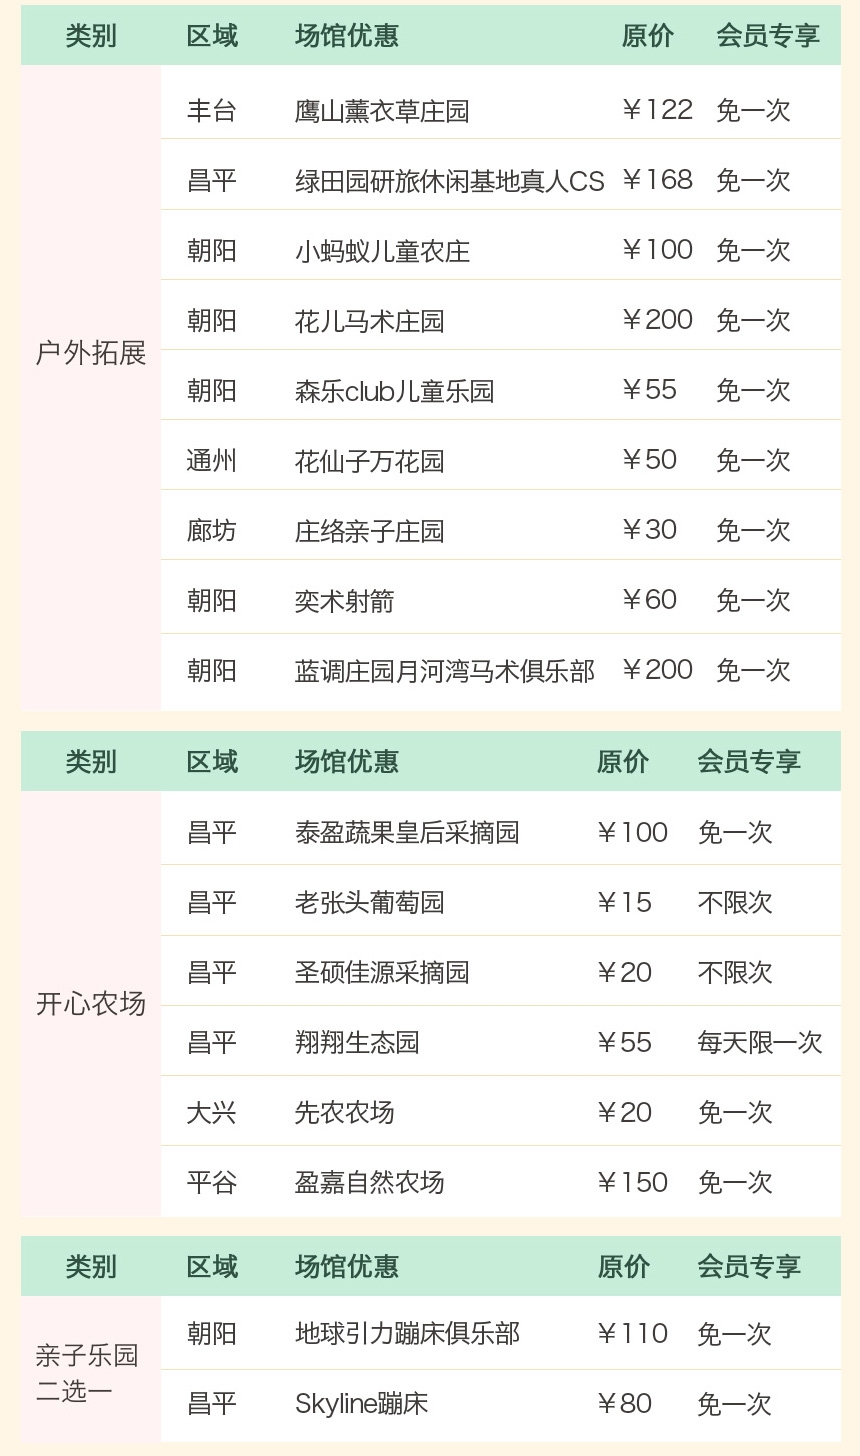 类别 区域 场馆优惠 原价 会员专享
丰台 鹰山薰衣草庄园 ￥122 免一次
昌平 绿田园研旅休闲基地真人CS ￥168 免一次
朝阳 小蚂蚁儿童农庄 ￥100 免一次
朝阳 花儿马术庄园 ￥200 免一次
户外拓展
朝阳 森乐club儿童乐园 ￥55 免一次
通州 花仙子万花园 ￥50 免一次
廊坊 庄络亲子庄园 ￥30 免一次
朝阳 奕术射箭 ￥60 免一次
朝阳 蓝调庄园月河湾马术俱乐部 ￥200 免一次
类别 区域 场馆优惠 原价 会员专享
昌平 泰盈蔬果皇后采摘园 ￥100 免一次
昌平 老张头葡萄园 ￥15 不限次
昌平 圣硕佳源采摘园 ￥20 不限次
开心农场
昌平 翔翔生态园 ￥55 每天限一次
大兴 先农农场 ￥20 免一次
平谷 盈嘉自然农场 ￥150 免一次
类别 区域 场馆优惠 原价 会员专享
朝阳 地球引力蹦床俱乐部 ￥110 免一次
亲子乐园
二选一
昌平 Skyline蹦床 ￥80 免一次